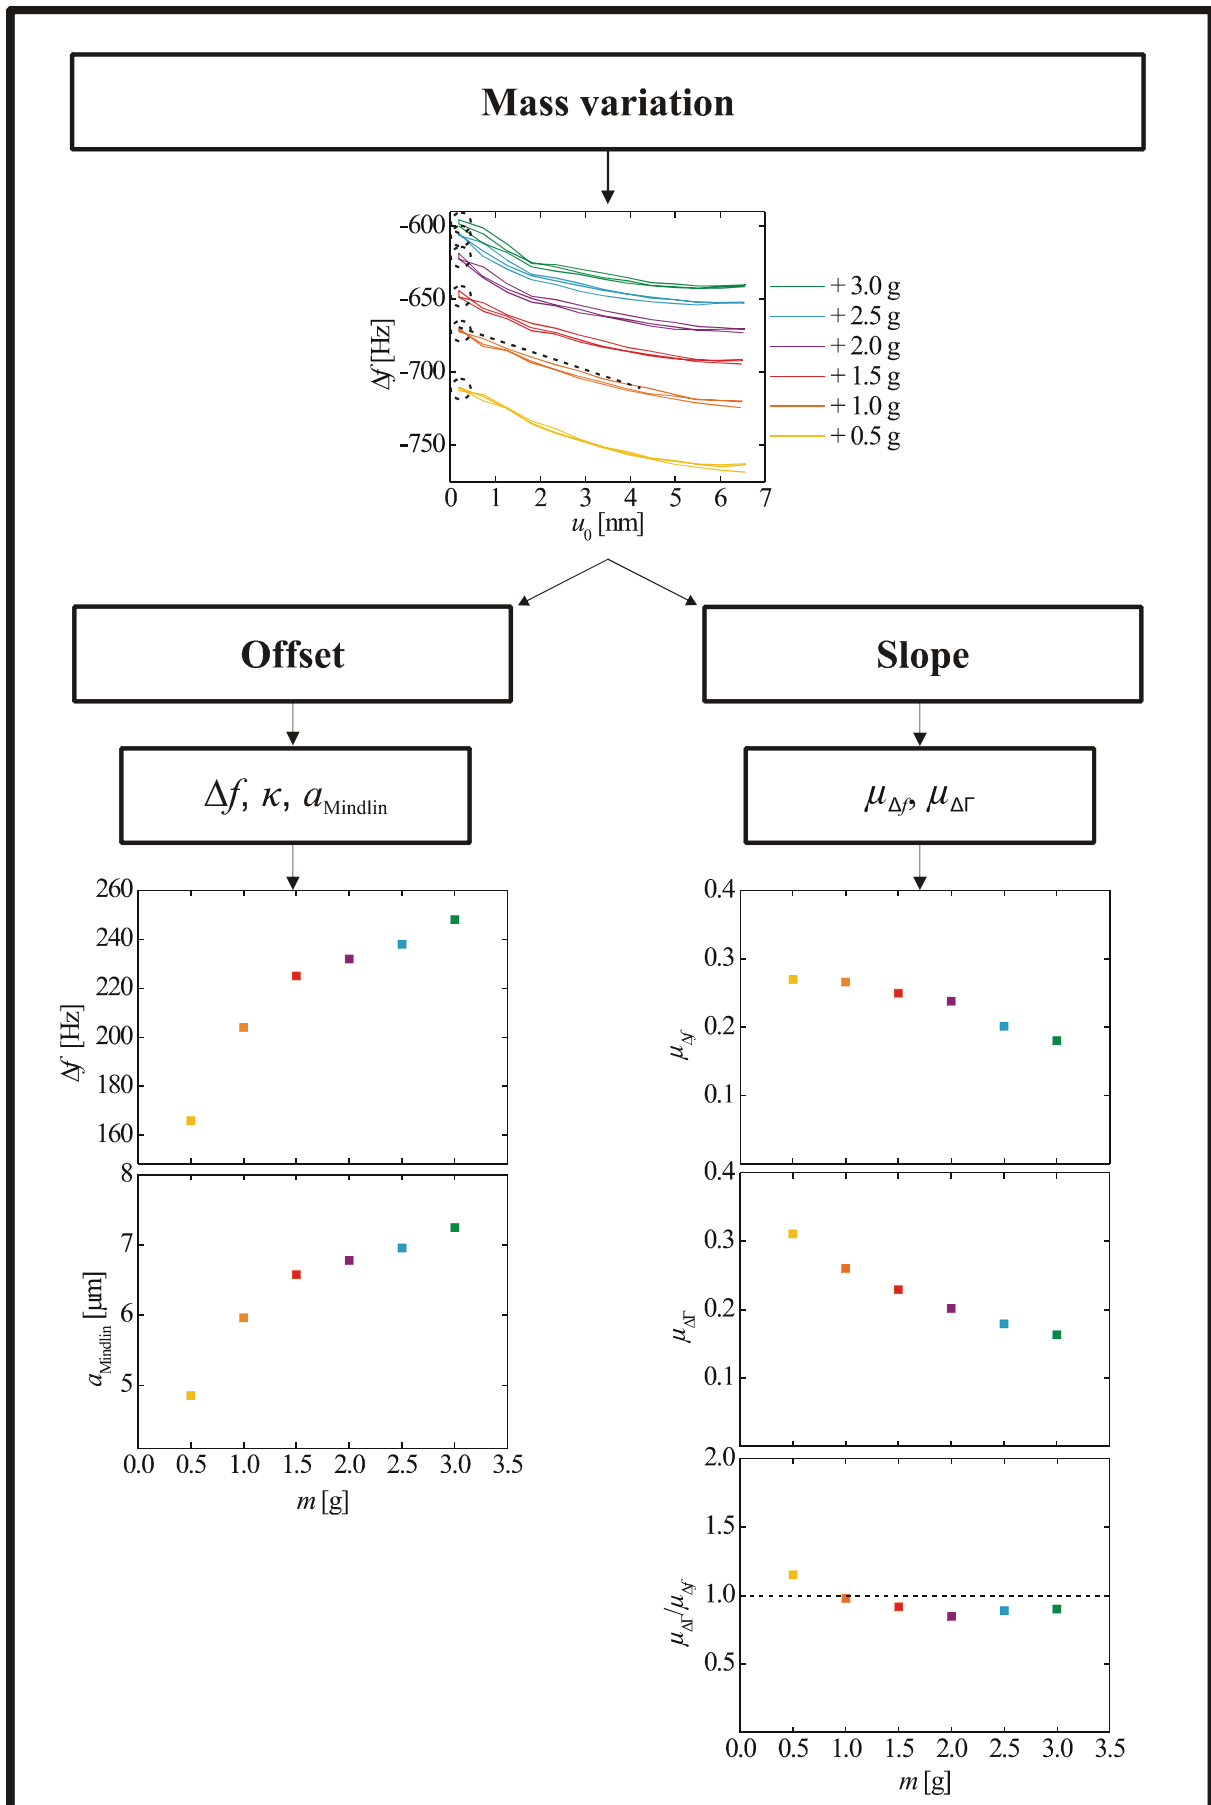 Mass variation
-600
-650
-700
-750
Δf [Hz]
0 1 2 3 4 5 6 7
u0 [nm]
+ 3.0 g
+ 2.5 g
+ 2.0 g
+ 1.5 g
+ 1.0 g
+ 0.5 g
Offset
Slope
Δf, κ, aMindlin
μΔf, μΔΓ
260
240
220
200
180
160
Δf [Hz]
8
7
6
5
aMindlin [μm]
0.0 0.5 1.0 1.5 2.0 2.5 3.0 3.5
m [g]
0.4
0.3
0.2
0.1
μΔf
0.4
0.3
0.2
0.1
μΔΓ
2.0
1.5
1.0
0.5
μΔΓ/μΔf
0.0 0.5 1.0 1.5 2.0 2.5 3.0 3.5
m [g]